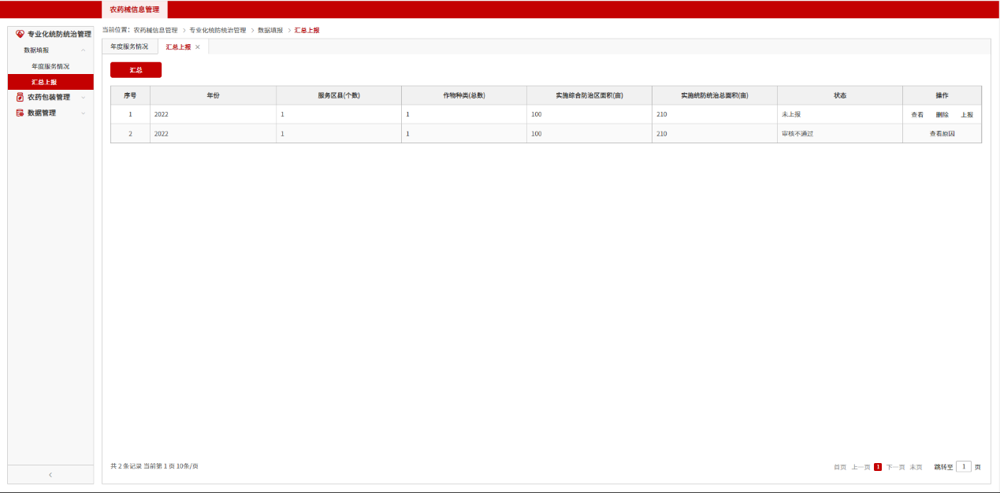 农药械信息管理
当前位置: 农药械信息管理 > 专业化统防统治管理 > 数据填报 > 汇总上报
专业化统防统治管理
数据填报
年度服务情况
汇总上报
农药包装管理
数据管理
年度服务情况 汇总上报 ×
汇总
序号 年份 服务区县(个数) 作物种类(总数) 实施综合防治区面积(亩) 实施统防统治总面积(亩) 状态 操作
1 2022 1 1 100 210 未上报 查看 删除 上报
2 2022 1 1 100 210 审核不通过 查看原因
共 2 条记录 当前第 1 页 10条/页
首页 上一页 1 下一页 末页 跳转至 1 页